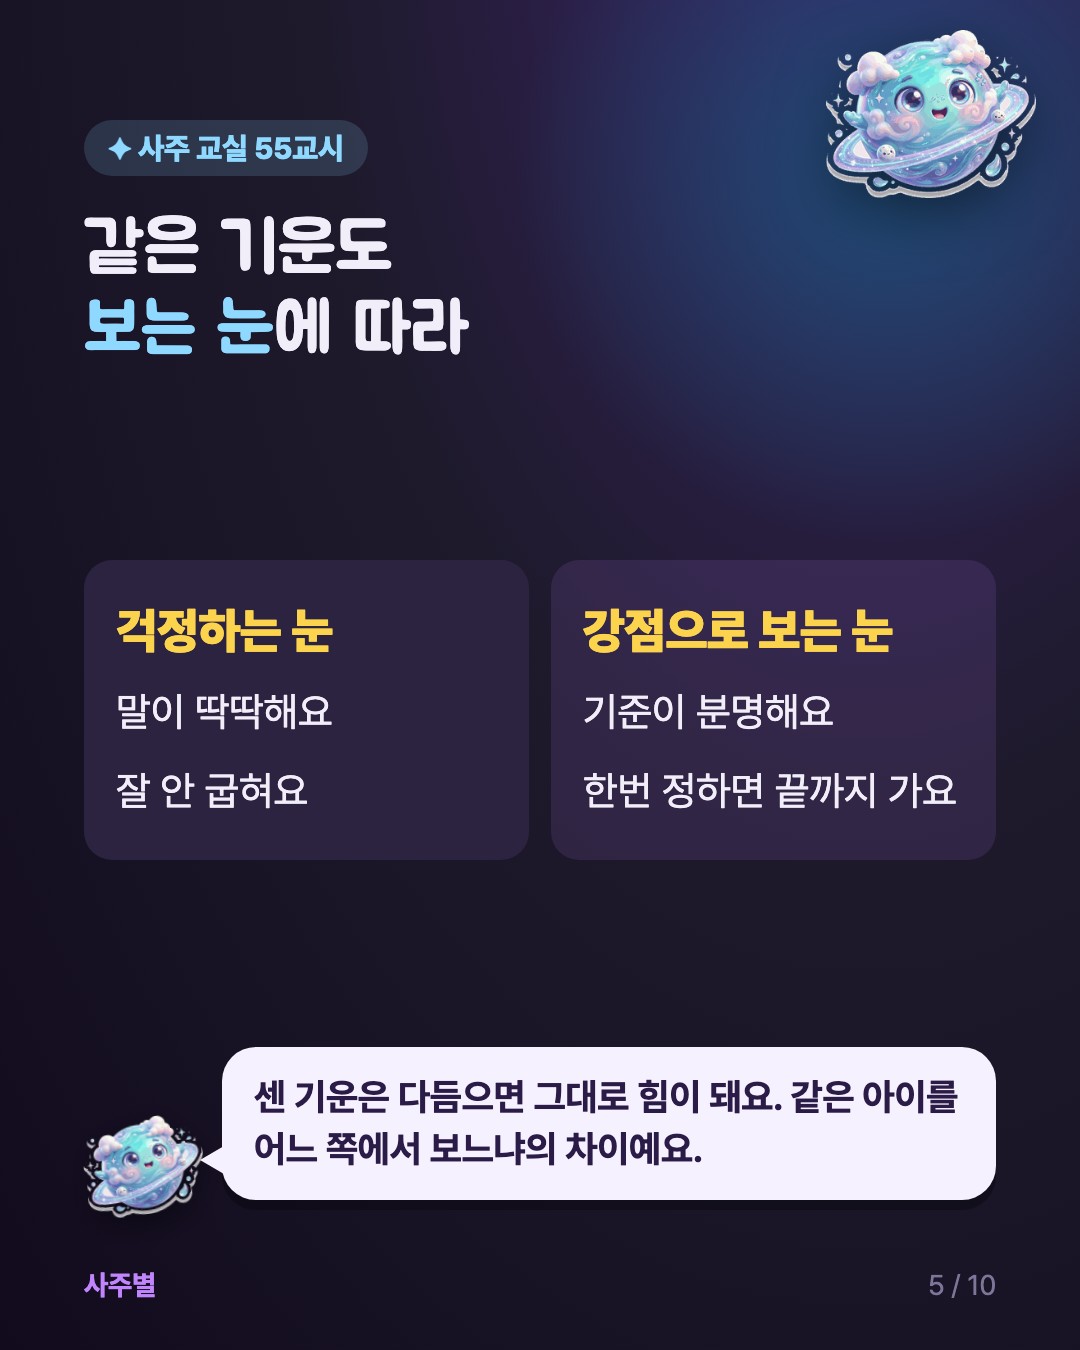 ✦ 사주 교실 55교시
같은 기운도
보는 눈에 따라
걱정하는 눈
말이 딱딱해요
잘 안 굽혀요
강점으로 보는 눈
기준이 분명해요
한번 정하면 끝까지 가요
센 기운은 다듬으면 그대로 힘이 돼요. 같은 아이를
어느 쪽에서 보느냐의 차이예요.
사주별
5 / 10